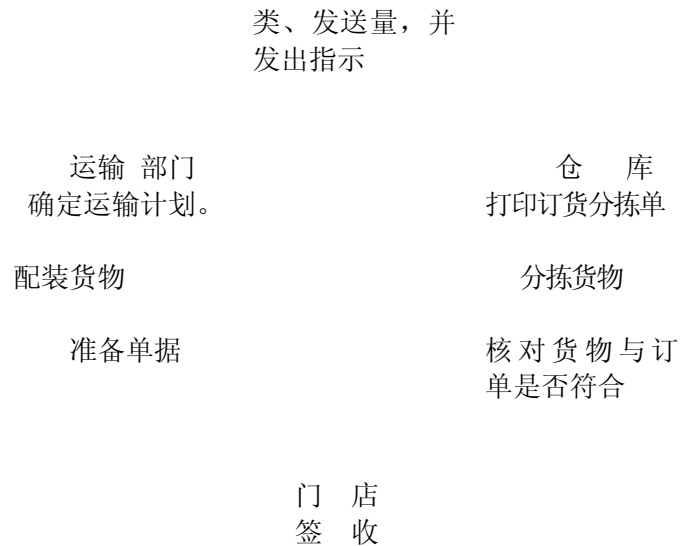 类、发送量，并
发出指示
运输 部门
确定运输计划。
仓 库
打印订货分拣单
配装货物
分拣货物
准备单据
核对货物与订
单是否符合
门 店
签 收